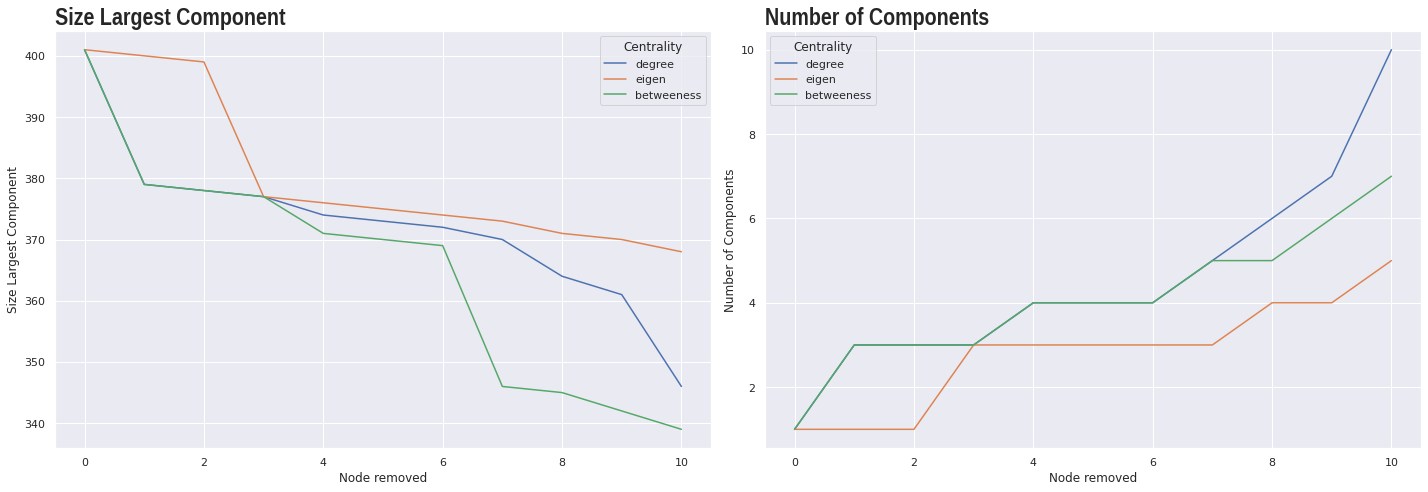 Size Largest Component
Size Largest Component
400
390
380
370
360
350
340
0 2 4 6 8 10
Node removed
Centrality
degree
eigen
betweeness
Number of Components
Number of Components
10
8
6
4
2
0 2 4 6 8 10
Node removed
Centrality
degree
eigen
betweeness